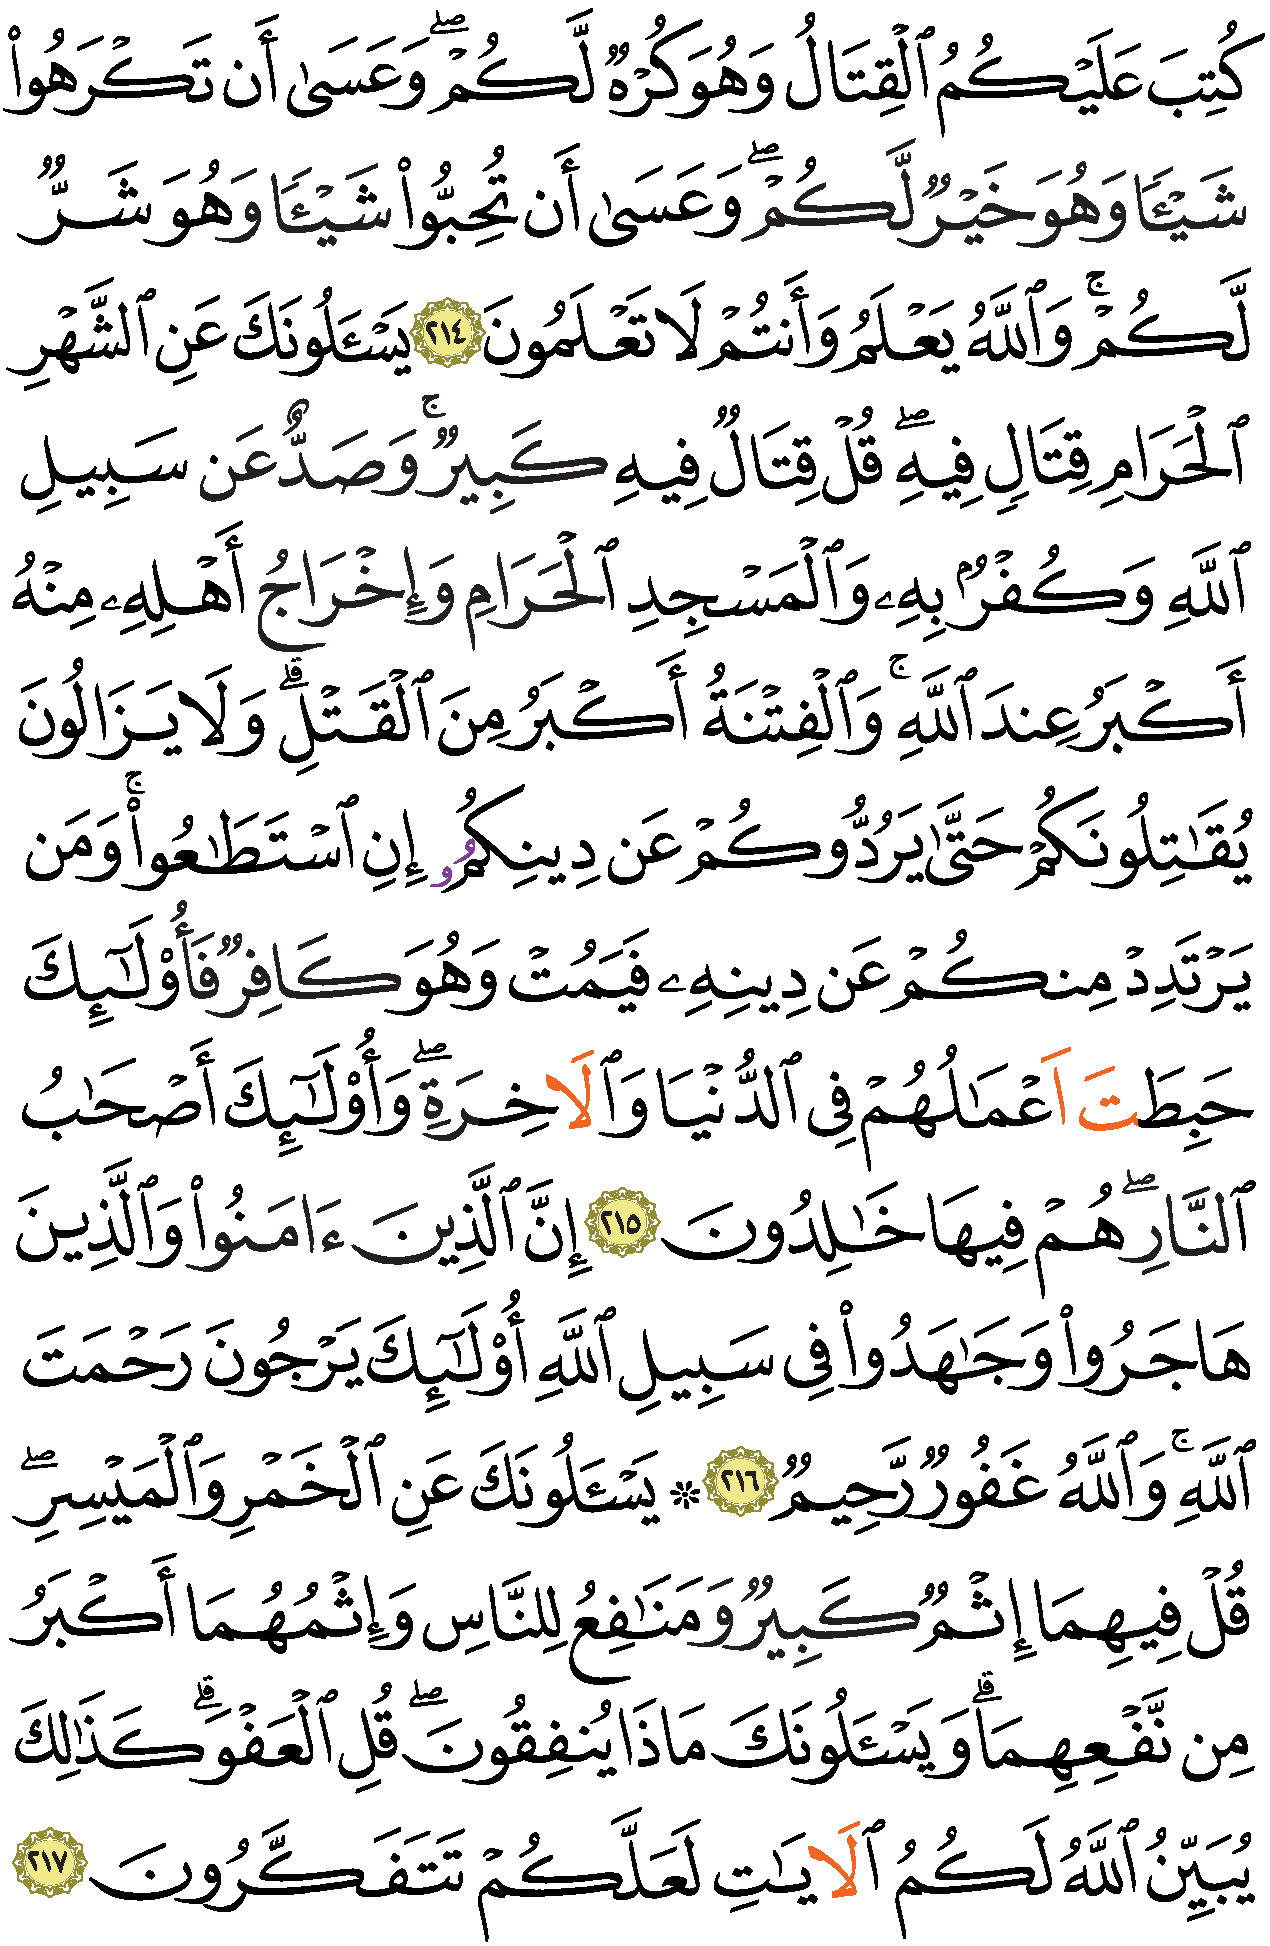 كُتِبَ عَلَيْكُمُ ٱلْقِتَالُ وَهُوَ كُرْهٌ لَّكُمْ ۖ وَعَسَىٰ أَن تَكْرَهُوا۟
شَيْـًٔا وَهُوَ خَيْرٌ لَّكُمْ ۖ وَعَسَىٰ أَن تُحِبُّوا۟ شَيْـًٔا وَهُوَ شَرٌّ
لَّكُمْ ۚ وَٱللَّهُ يَعْلَمُ وَأَنتُمْ لَا تَعْلَمُونَ ٢١٤ يَسْـَٔلُونَكَ عَنِ ٱلشَّهْرِ
ٱلْحَرَامِ قِتَالٍ فِيهِ ۖ قُلْ قِتَالٌ فِيهِ كَبِيرٌ ۚ وَصَدٌّ عَن سَبِيلِ
ٱللَّهِ وَكُفْرٌۢ بِهِۦ وَٱلْمَسْجِدِ ٱلْحَرَامِ وَإِخْرَاجُ أَهْلِهِۦ مِنْهُ
أَكْبَرُ عِندَ ٱللَّهِ ۚ وَٱلْفِتْنَةُ أَكْبَرُ مِنَ ٱلْقَتْلِ ۗ وَلَا يَزَالُونَ
يُقَـٰتِلُونَكُمْ حَتَّىٰ يَرُدُّوكُمْ عَن دِينِكُمُۥٓ إِنِ ٱسْتَطَـٰعُوا۟ ۚ وَمَن
يَرْتَدِدْ مِنكُمْ عَن دِينِهِۦ فَيَمُتْ وَهُوَ كَافِرٌ فَأُو۟لَـٰٓئِكَ
حَبِطَتَ اَعْمَـٰلُهُمْ فِى ٱلدُّنْيَا وَٱلَاخِرَةِ ۖ وَأُو۟لَـٰٓئِكَ أَصْحَـٰبُ
ٱلنَّارِ ۖ هُمْ فِيهَا خَـٰلِدُونَ ٢١٥ إِنَّ ٱلَّذِينَ ءَامَنُوا۟ وَٱلَّذِينَ
هَاجَرُوا۟ وَجَـٰهَدُوا۟ فِى سَبِيلِ ٱللَّهِ أُو۟لَـٰٓئِكَ يَرْجُونَ رَحْمَتَ
ٱللَّهِ ۚ وَٱللَّهُ غَفُورٌ رَّحِيمٌ ٢١٦ ۞ يَسْـَٔلُونَكَ عَنِ ٱلْخَمْرِ وَٱلْمَيْسِرِ ۖ
قُلْ فِيهِمَا إِثْمٌ كَبِيرٌ وَمَنَـٰفِعُ لِلنَّاسِ وَإِثْمُهُمَا أَكْبَرُ
مِن نَّفْعِهِمَا ۗ وَيَسْـَٔلُونَكَ مَاذَا يُنفِقُونَ ۖ قُلِ ٱلْعَفْوَ ۗ كَذَٰلِكَ
يُبَيِّنُ ٱللَّهُ لَكُمُ ٱلَايَـٰتِ لَعَلَّكُمْ تَتَفَكَّرُونَ ٢١٧